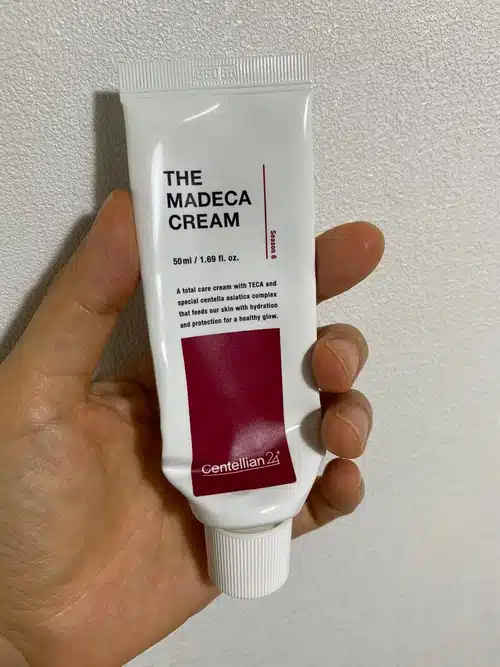 THE
MADECA
CREAM
Season 6
50ml / 1.69 fl. oz.
A total care cream with TECA and
special centella asiatica complex
that feeds our skin with hydration
and protection for a healthy glow.
Centellian24+